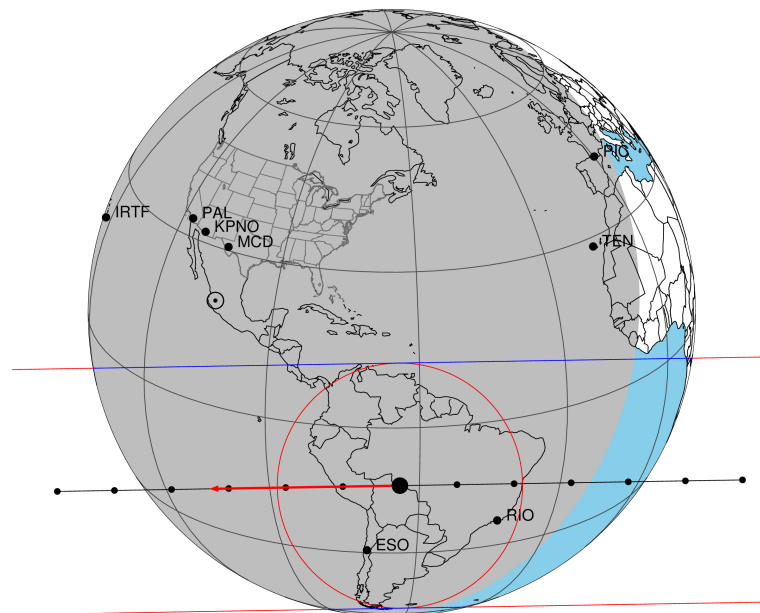 PIC
IRTF
PAL
KPNO
MCD
TEN
RIO
ESO